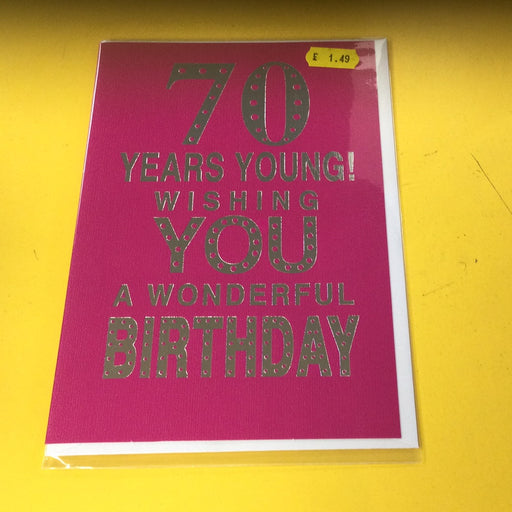 £ 1.49
70
YEARS YOUNG!
WISHING
YOU
A WONDERFUL
BIRTHDAY